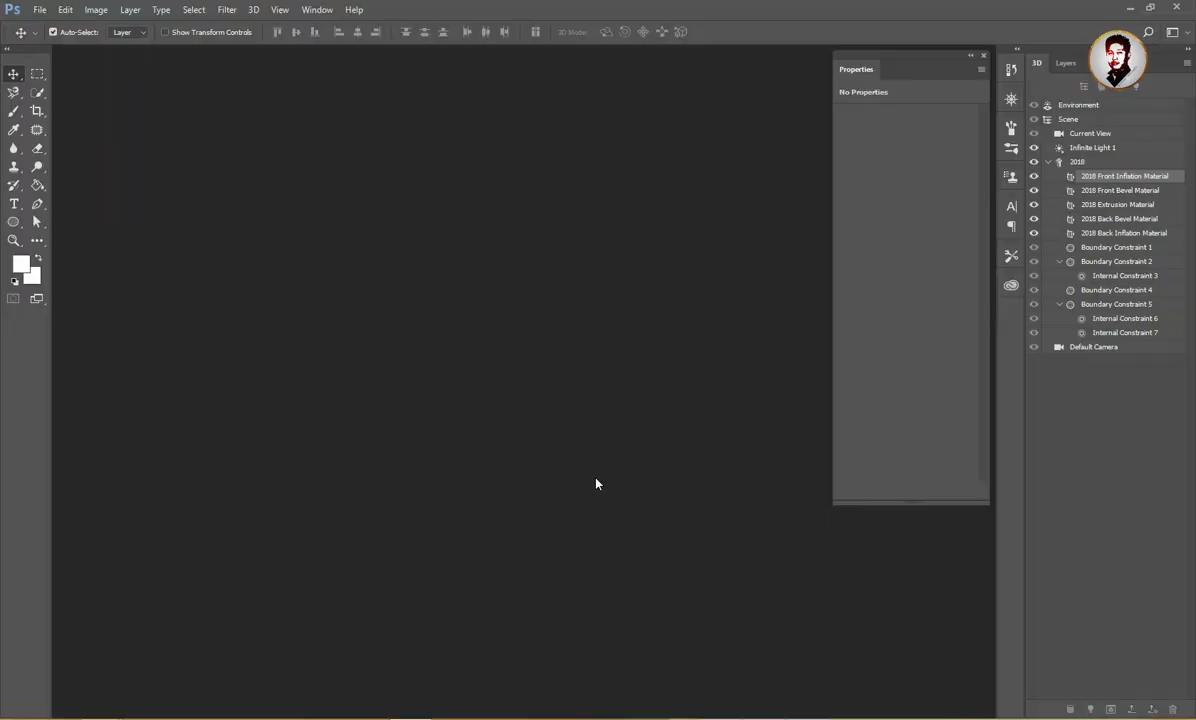 Ps File Edit Image Layer Type Select Filter 3D View Window Help
Auto-Select: Layer Show Transform Controls 3D Mode:
Properties
No Properties
3D Layers
Environment
Scene
Current View
Infinite Light 1
2018
2018 Front Inflation Material
2018 Front Bevel Material
2018 Extrusion Material
2018 Back Bevel Material
2018 Back Inflation Material
Boundary Constraint 1
Boundary Constraint 2
Internal Constraint 3
Boundary Constraint 4
Boundary Constraint 5
Internal Constraint 6
Internal Constraint 7
Default Camera